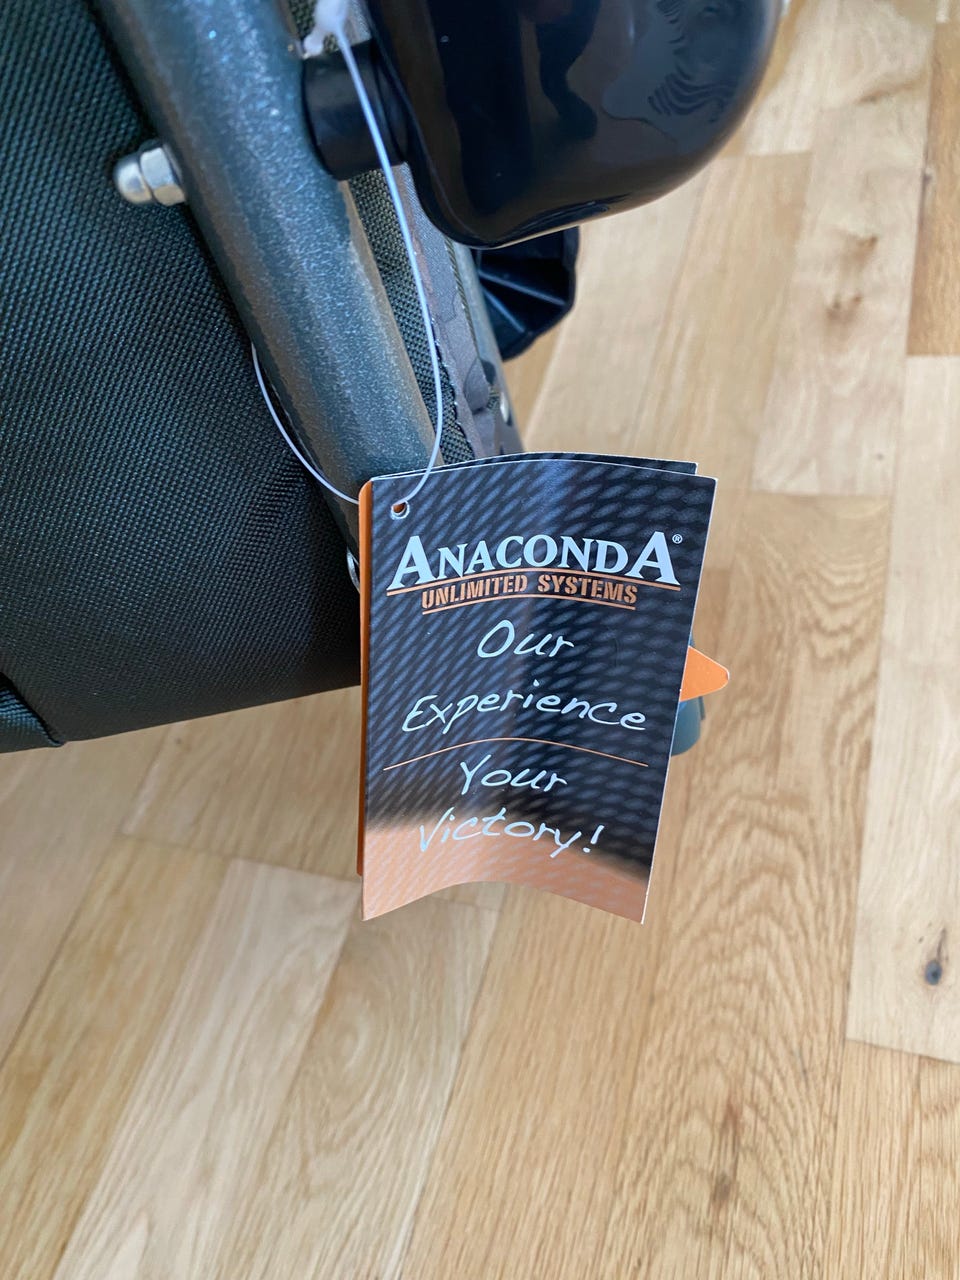 ANACONDA®
UNLIMITED SYSTEMS
Our
Experience
Your
Victory!